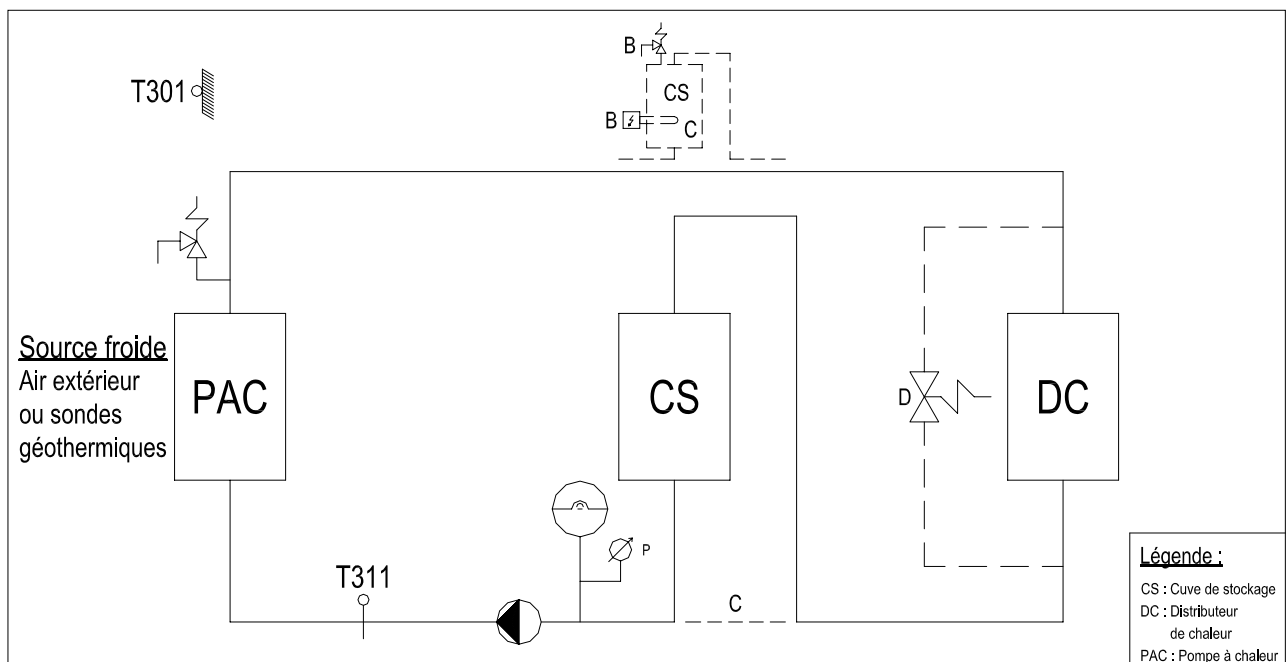 B
T301
CS
B
C
Source froide
Air extérieur
ou sondes
géothermiques
PAC
CS
D
DC
P
T311
C
Légende :
CS : Cuve de stockage
DC : Distributeur
de chaleur
PAC : Pompe à chaleur